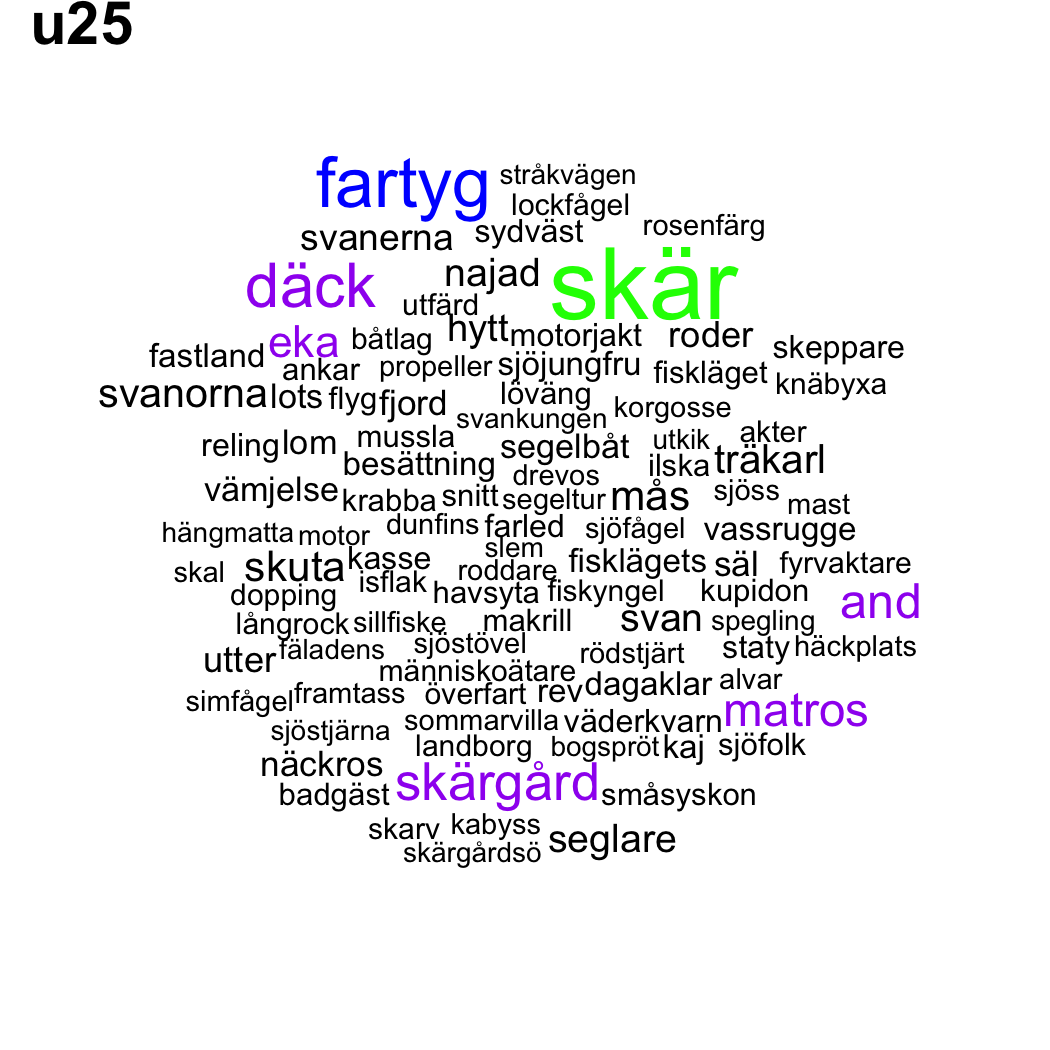 u25
fartyg stråkvägen
lockfågel
svanerna sydväst rosenfärg
däck najad skär
utfärd
eka båtlag hytt motorjakt roder skeppare
fastland ankar propeller sjöjungfru fiskläget knäbyxa
svanorna lots flyg fjord löväng korgosse
svankungen
reling lom mussla segelbåt utkik akter
besättning drevos ilska träkarl
vämjelse krabba snitt segeltur mås sjöss mast
hängmatta motor dunfins farled sjöfågel vassrugge
slem
skal skuta kasse roddare fisklägets säl fyrvaktare
dopping isflak havsyta fiskyngel kupidon and
långrock sillfiske makrill svan spegling
utter fäladens sjöstövel rödstjärt staty häckplats
människoätare
simfågel framtass överfart rev dagaklar alvar
sjöstjärna sommarvilla väderkvarn matros
landborg bogspröt kaj sjöfolk
näckros
badgäst skärgård småsyskon
skarv kabyss seglare
skärgårdsö